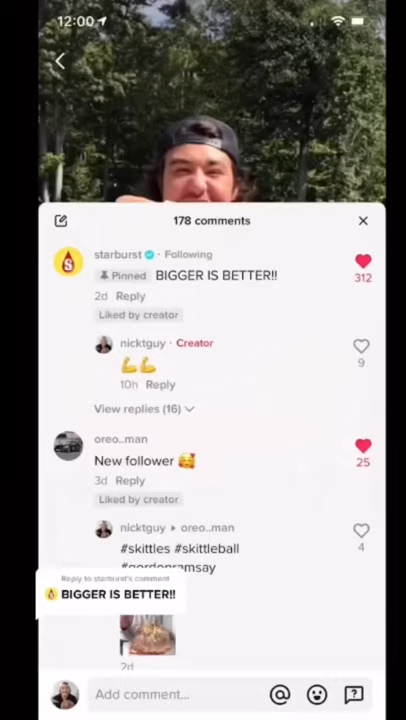 12:00
178 comments
starburst · Following
Pinned BIGGER IS BETTER!!
312
2d Reply
Liked by creator
nicktguy · Creator
💪💪
9
10h Reply
View replies (16)
oreo..man
New follower 🥰
25
3d Reply
Liked by creator
nicktguy ▸ oreo..man
#skittles #skittleball
4
#gordonramsay
Reply to starburst's comment
BIGGER IS BETTER!!
2d
Add comment...